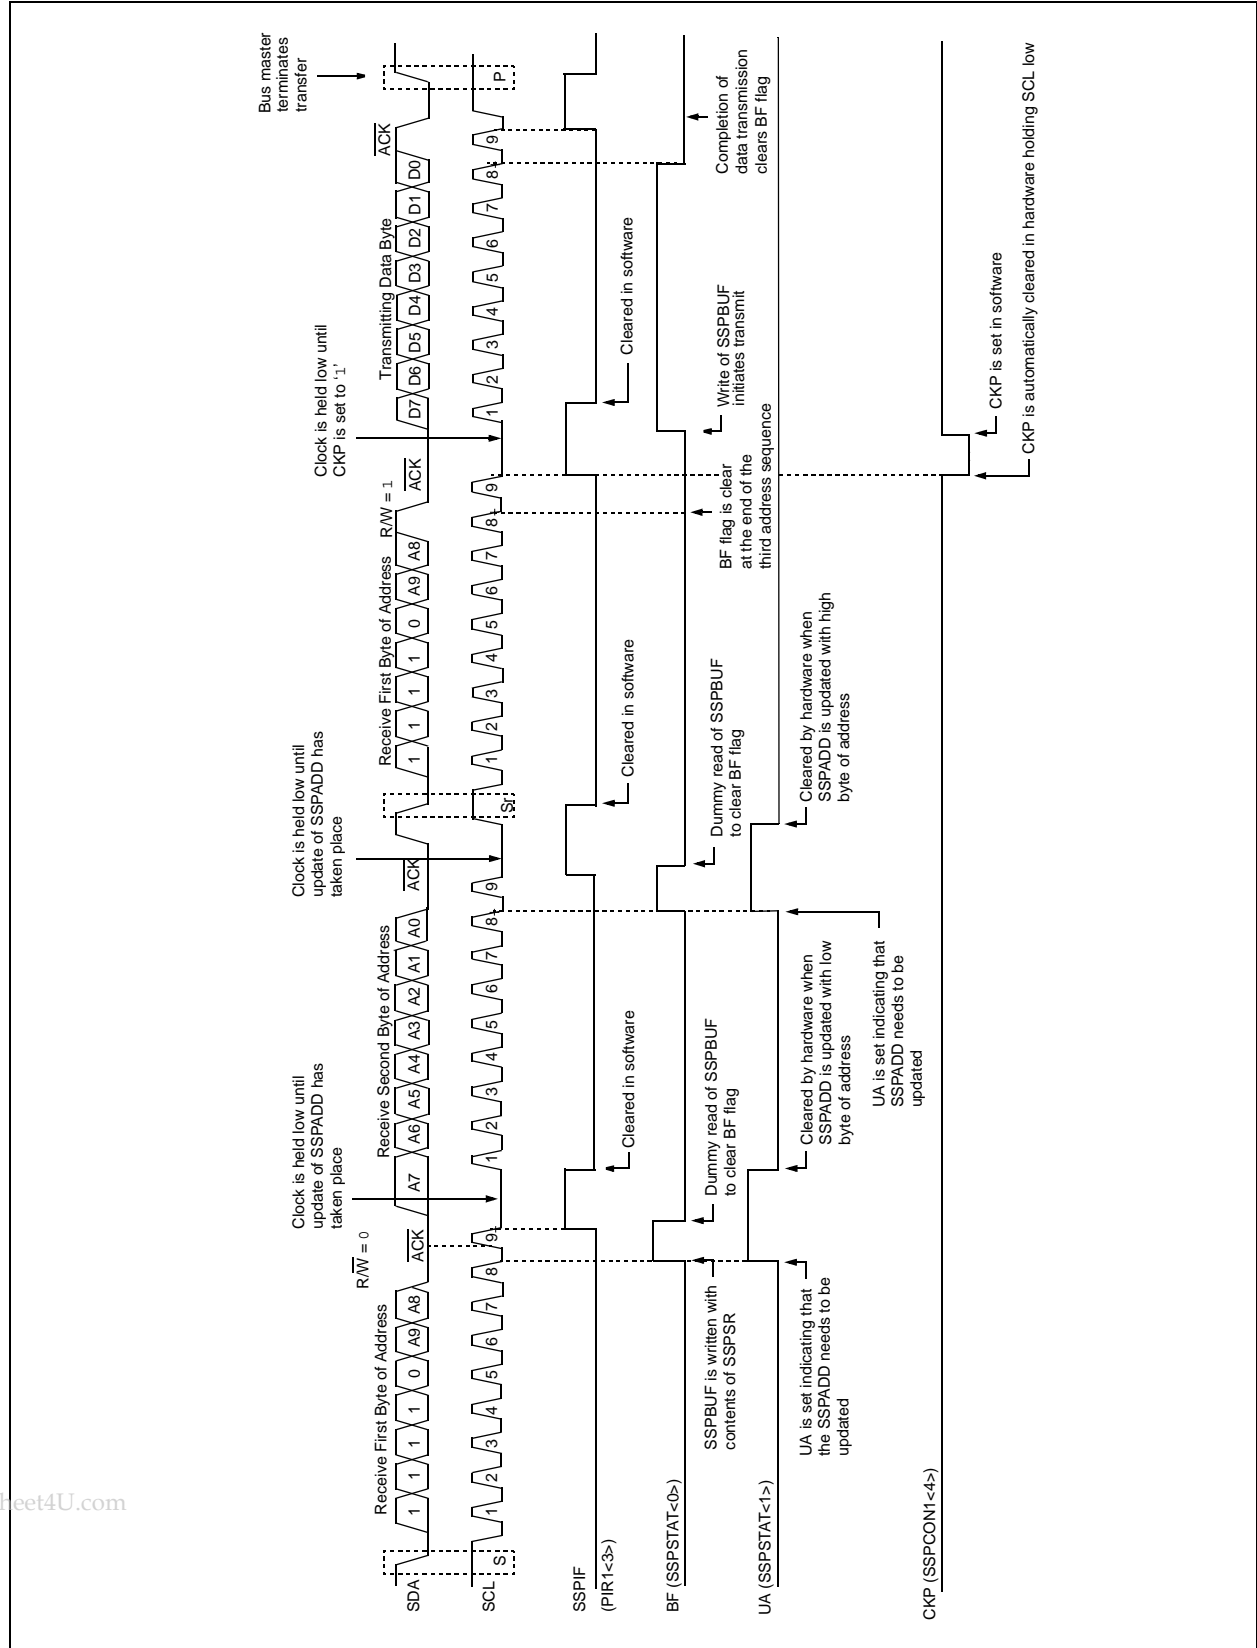 Bus master
terminates
transfer
Clock is held low until
update of SSPADD has
taken place
Clock is held low until
update of SSPADD has
taken place
Clock is held low until
CKP is set to ‘1’
R/W = 0
R/W = 1
Receive First Byte of Address
Receive Second Byte of Address
Receive First Byte of Address
Transmitting Data Byte
ACK
ACK
ACK
ACK
SDA
1 1 1 1 0 A9 A8
A7 A6 A5 A4 A3 A2 A1 A0
1 1 1 1 0 A9 A8
D7 D6 D5 D4 D3 D2 D1 D0
SCL
S
1 2 3 4 5 6 7 8 9
1 2 3 4 5 6 7 8 9
Sr
1 2 3 4 5 6 7 8 9
1 2 3 4 5 6 7 8 9
P
SSPIF
(PIR1<3>)
Cleared in software
Cleared in software
Cleared in software
BF (SSPSTAT<0>)
SSPBUF is written with
contents of SSPSR
Dummy read of SSPBUF
to clear BF flag
Dummy read of SSPBUF
to clear BF flag
BF flag is clear
at the end of the
third address sequence
Write of SSPBUF
initiates transmit
Completion of
data transmission
clears BF flag
UA (SSPSTAT<1>)
UA is set indicating that
the SSPADD needs to be
updated
Cleared by hardware when
SSPADD is updated with low
byte of address
UA is set indicating that
SSPADD needs to be
updated
Cleared by hardware when
SSPADD is updated with high
byte of address
CKP (SSPCON1<4>)
CKP is set in software
CKP is automatically cleared in hardware holding SCL low
heet4U.com